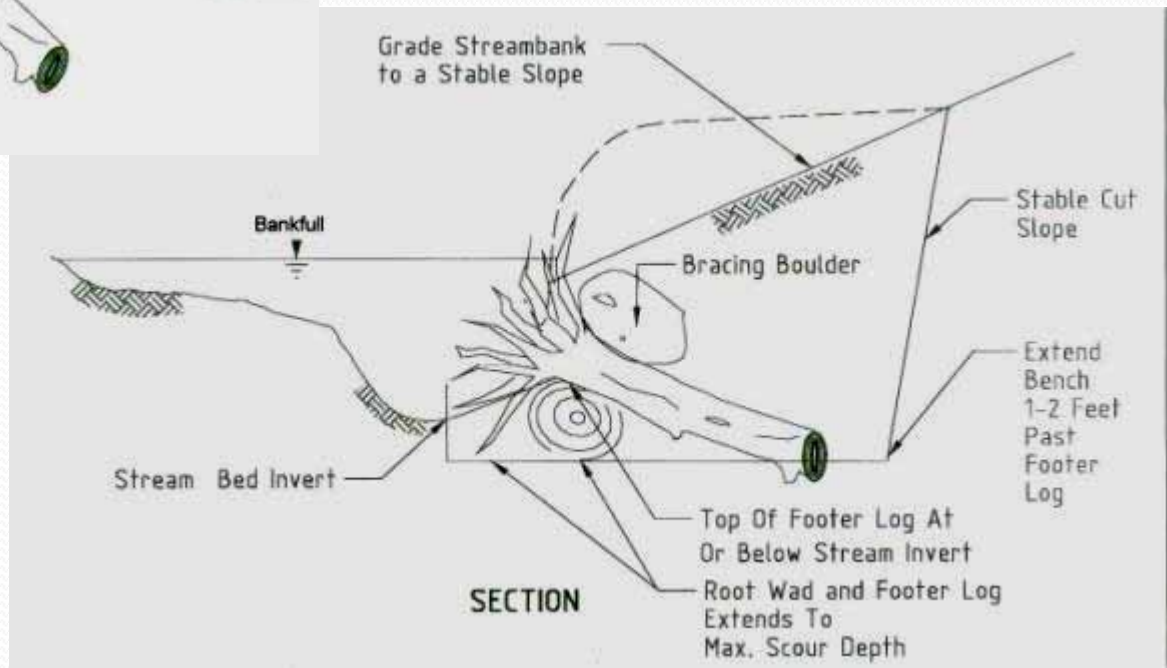 Grade Streambank
to a Stable Slope
Stable Cut
Slope
Bankfull
Bracing Boulder
Extend
Bench
1-2 Feet
Past
Footer
Log
Stream Bed Invert
Top Of Footer Log At
Or Below Stream Invert
Root Wad and Footer Log
Extends To
Max. Scour Depth
SECTION